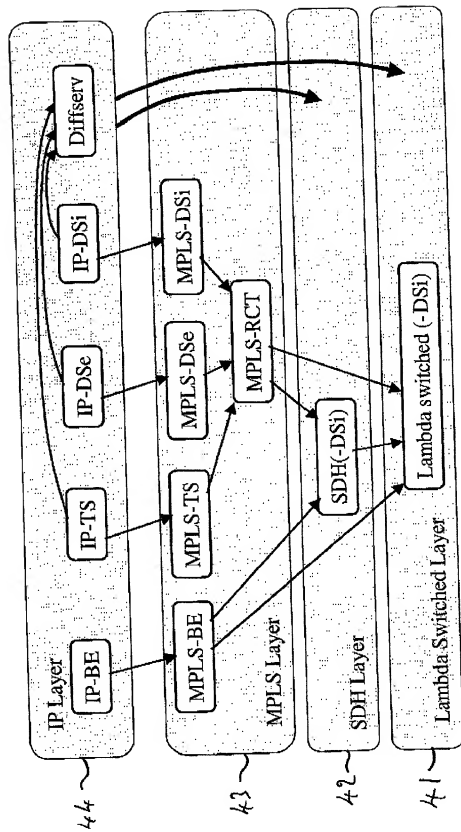 IP Layer
IP-BE
IP-TS
IP-DSe
IP-DSi
Diffserv
44
MPLS-BE
MPLS-TS
MPLS-DSe
MPLS-DSi
MPLS-RCT
MPLS Layer
43
SDH(-DSi)
SDH Layer
42
Lambda switched (-DSi)
Lambda Switched Layer
41